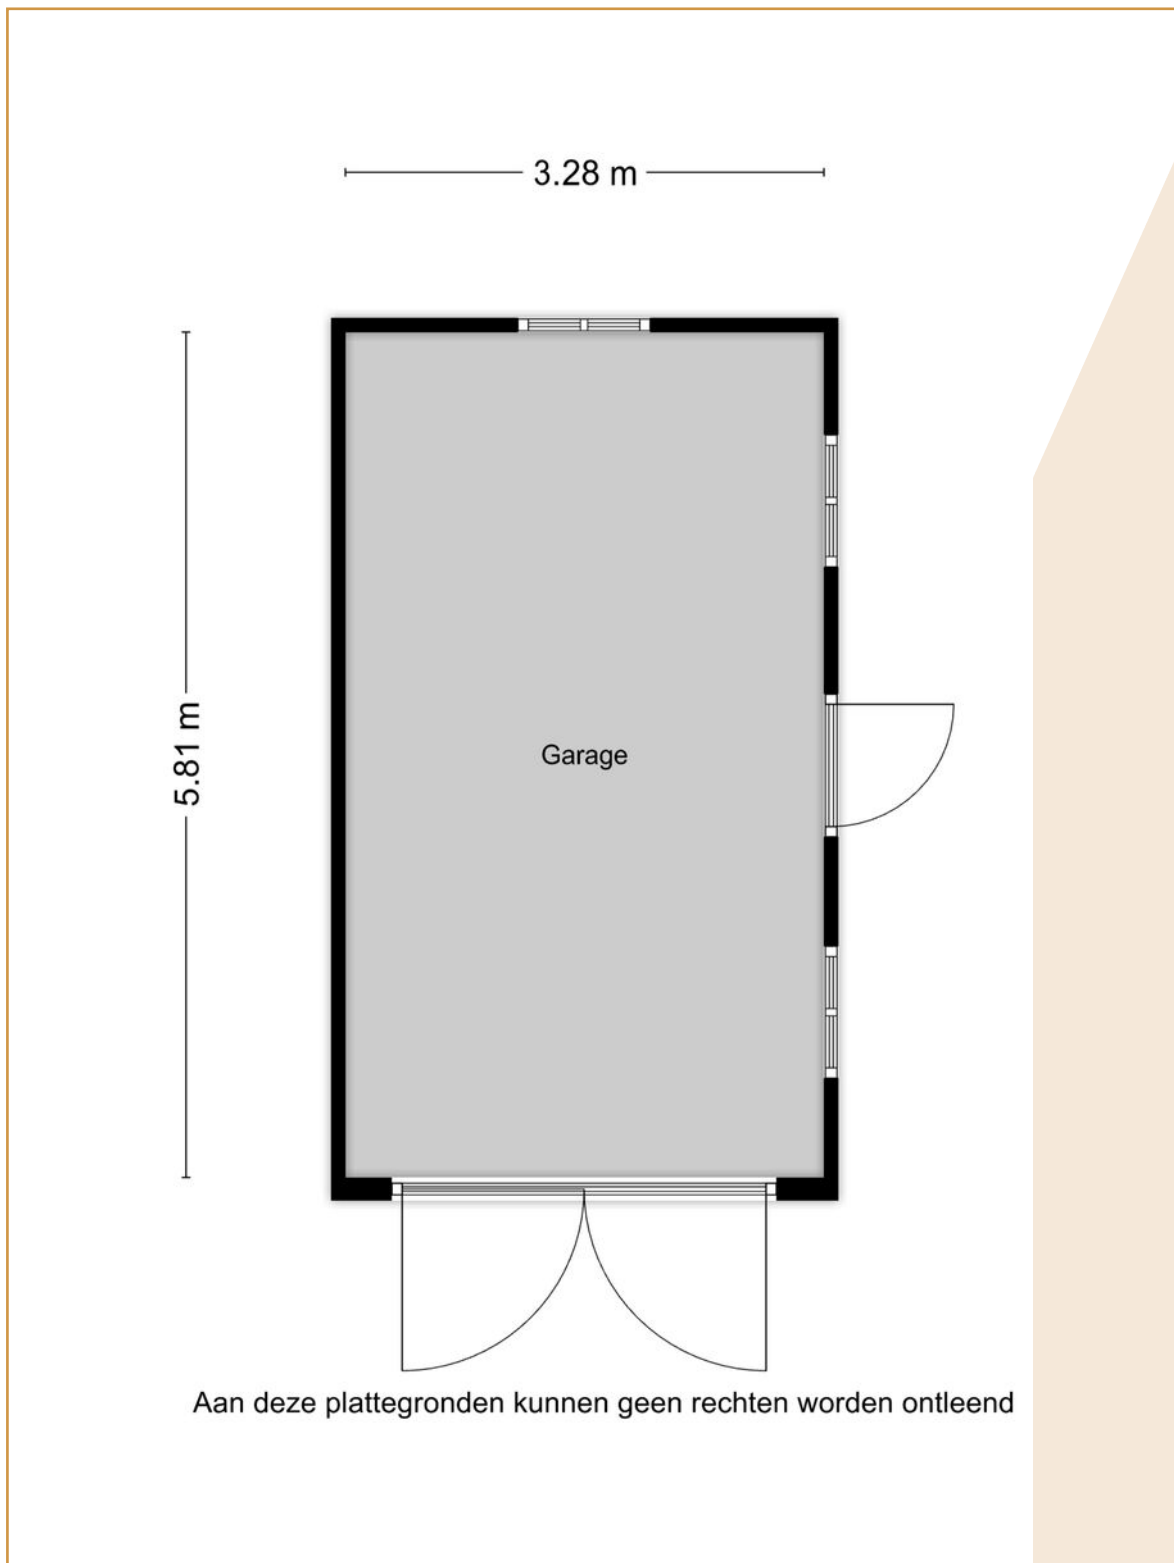 3.28 m
5.81 m
Garage
Aan deze plattegronden kunnen geen rechten worden ontleend